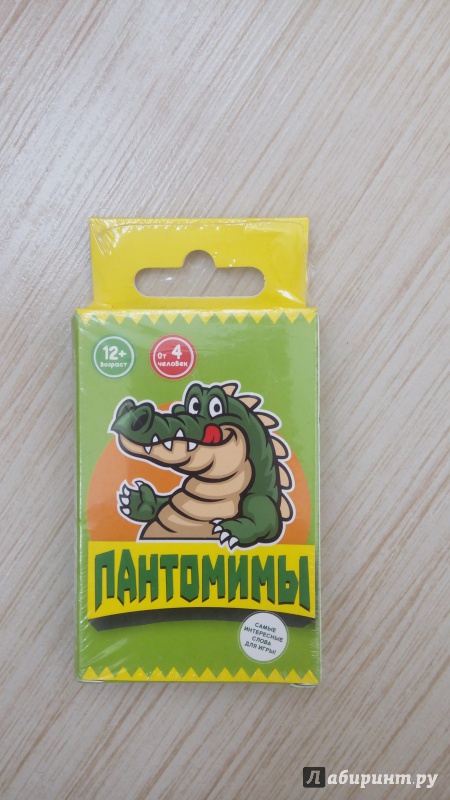 12+
возраст
от 4
человек
ПАНТОМИМЫ
САМЫЕ
ИНТЕРЕСНЫЕ
СЛОВА
ДЛЯ ИГРЫ!
Лабиринт.ру